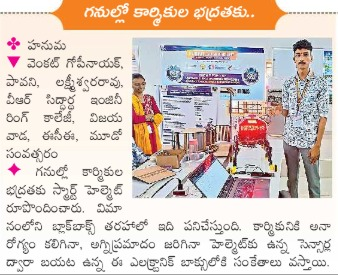 గనుల్లో కార్మికుల భద్రతకు..
❖ హనుమ
▼ వెంకట్ గోపీనాయక్,
పావని, లక్ష్మీశ్వరరావు,
వీఆర్ సిద్ధార్థ ఇంజినీ
రింగ్ కాలేజీ, విజయ
వాడ, ఈసీఈ, మూడో
సంవత్సరం
❖ గనుల్లో కార్మికుల
భద్రతకు స్మార్ట్ హెల్మెట్
రూపొందించారు. విమా
నంలోని బ్లాక్‌బాక్స్ తరహాలో ఇది పనిచేస్తుంది. కార్మికునికి అనా
రోగ్యం కలిగినా, అగ్నిప్రమాదం జరిగినా హెల్మెట్‌కు ఉన్న సెన్సార్ల
ద్వారా బయట ఉన్న ఈ ఎలక్ట్రానిక్ బాక్సులోకి సంకేతాలు వస్తాయి.